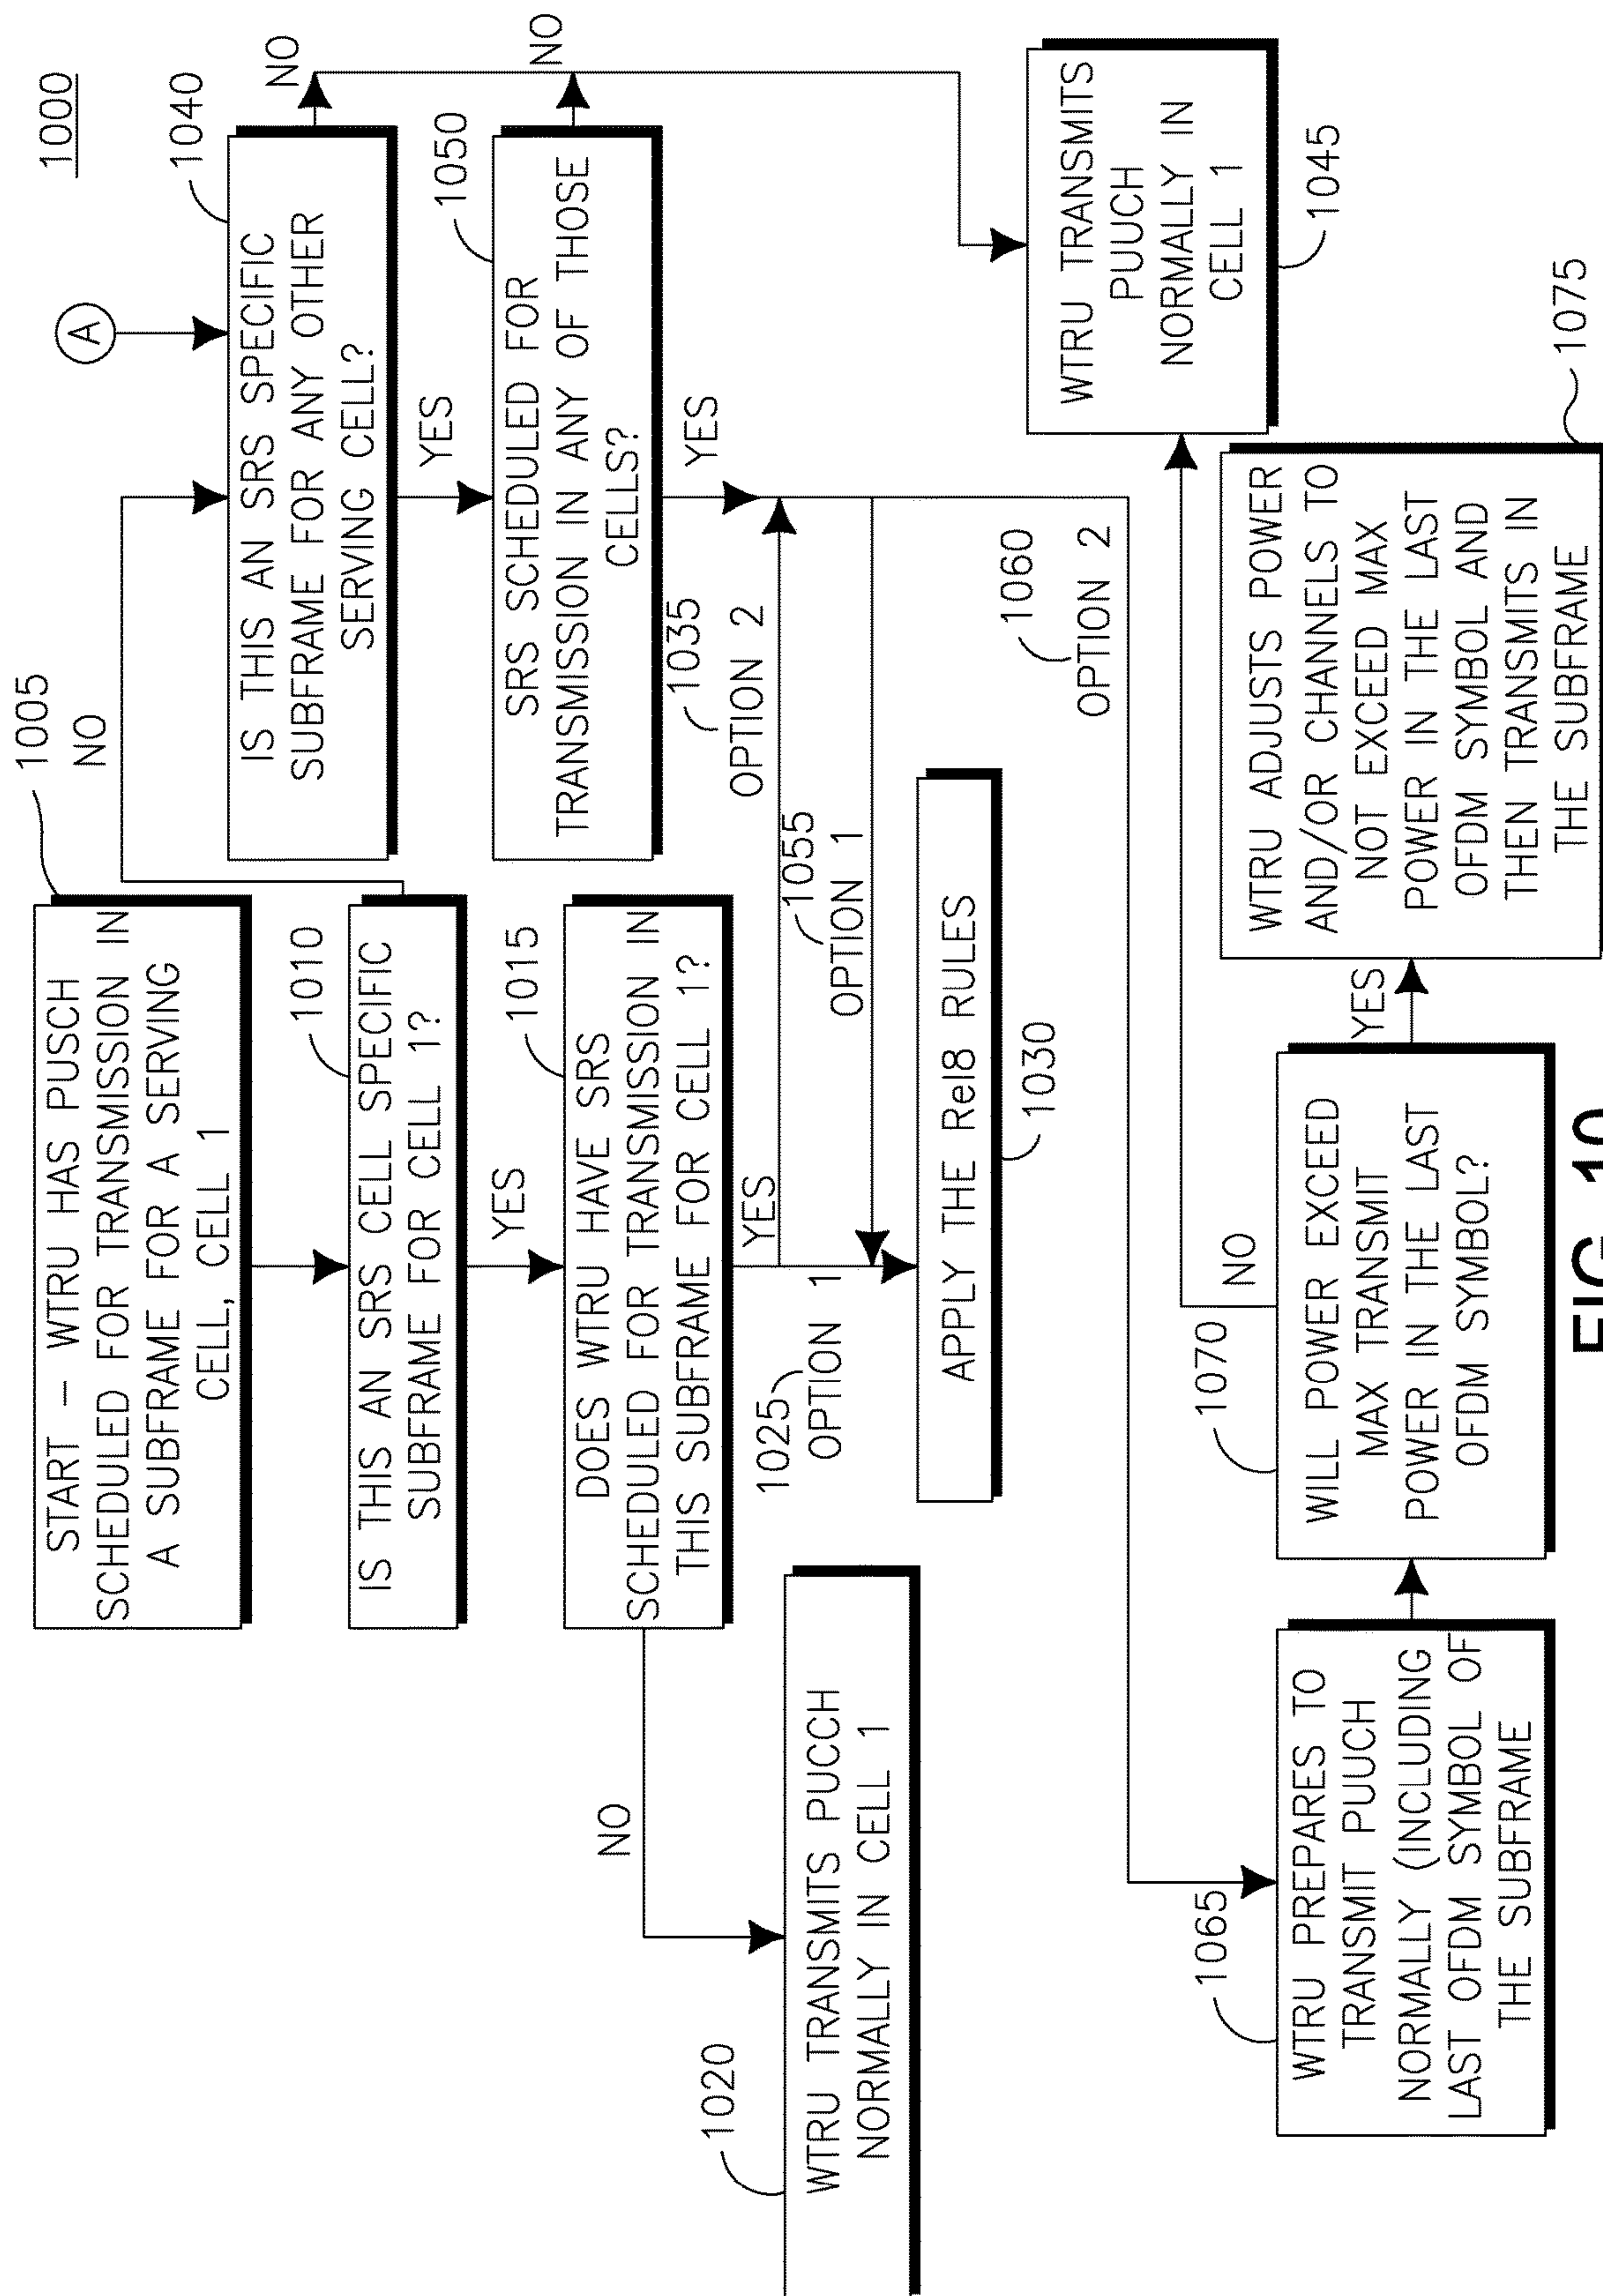 1000
1005
START – WTRU HAS PUSCH
SCHEDULED FOR TRANSMISSION IN
A SUBFRAME FOR A SERVING
CELL, CELL 1
NO
A
1040
IS THIS AN SRS SPECIFIC
SUBFRAME FOR ANY OTHER
SERVING CELL?
NO
1010
IS THIS AN SRS CELL SPECIFIC
SUBFRAME FOR CELL 1?
YES
YES
1050
SRS SCHEDULED FOR
TRANSMISSION IN ANY OF THOSE
CELLS?
NO
1015
DOES WTRU HAVE SRS
SCHEDULED FOR TRANSMISSION IN
THIS SUBFRAME FOR CELL 1?
NO
YES
YES
1035
OPTION 2
1020
WTRU TRANSMITS PUCCH
NORMALLY IN CELL 1
1025
OPTION 1
1055
OPTION 1
APPLY THE Rel8 RULES
1030
1060
OPTION 2
WTRU TRANSMITS
PUUCH
NORMALLY IN
CELL 1
1045
1065
WTRU PREPARES TO
TRANSMIT PUUCH
NORMALLY (INCLUDING
LAST OFDM SYMBOL OF
THE SUBFRAME
1070
WILL POWER EXCEED
MAX TRANSMIT
POWER IN THE LAST
OFDM SYMBOL?
NO
YES
WTRU ADJUSTS POWER
AND/OR CHANNELS TO
NOT EXCEED MAX
POWER IN THE LAST
OFDM SYMBOL AND
THEN TRANSMITS IN
THE SUBFRAME
1075
FIG. 10